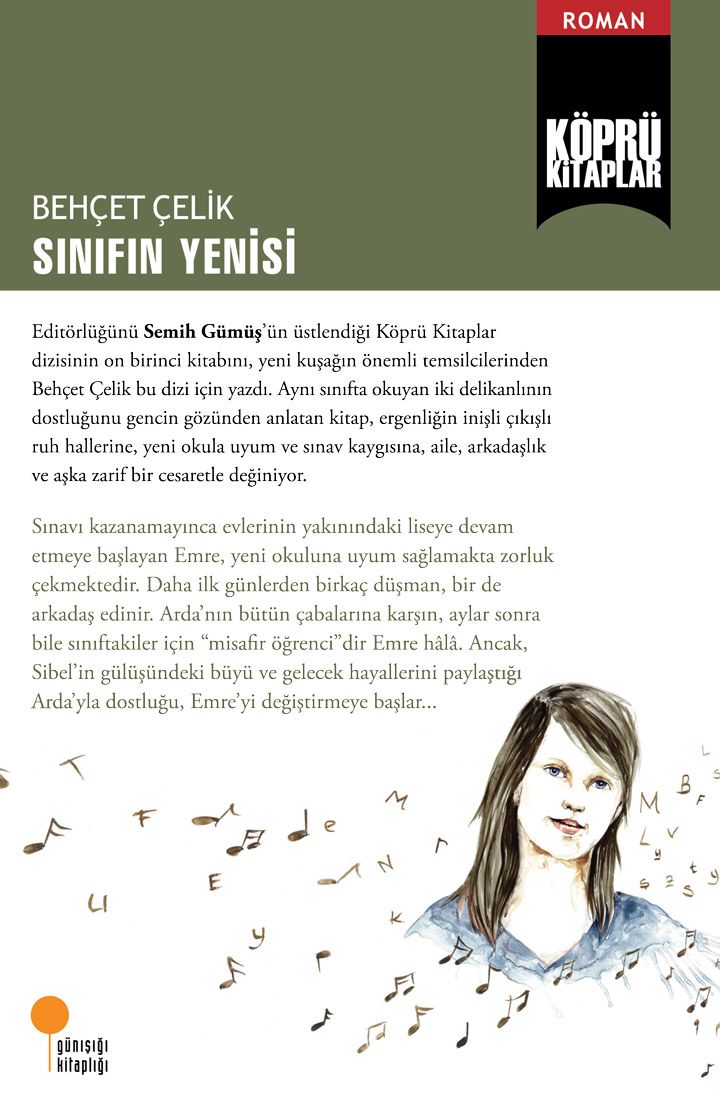 ROMAN
KÖPRÜ
KİTAPLAR
BEHÇET ÇELİK
SINIFIN YENİSİ
Editörlüğünü Semih Gümüş’ün üstlendiği Köprü Kitaplar
dizisinin on birinci kitabını, yeni kuşağın önemli temsilcilerinden
Behçet Çelik bu dizi için yazdı. Aynı sınıfta okuyan iki delikanlının
dostluğunu gencin gözünden anlatan kitap, ergenliğin inişli çıkışlı
ruh hallerine, yeni okula uyum ve sınav kaygısına, aile, arkadaşlık
ve aşka zarif bir cesaretle değiniyor.
Sınavı kazanamayınca evlerinin yakınındaki liseye devam
etmeye başlayan Emre, yeni okuluna uyum sağlamakta zorluk
çekmektedir. Daha ilk günlerden birkaç düşman, bir de
arkadaş edinir. Arda’nın bütün çabalarına karşın, aylar sonra
bile sınıftakiler için “misafir öğrenci”dir Emre hâlâ. Ancak,
Sibel’in gülüşündeki büyü ve gelecek hayallerini paylaştığı
Arda’yla dostluğu, Emre’yi değiştirmeye başlar...
günışığı
kitaplığı